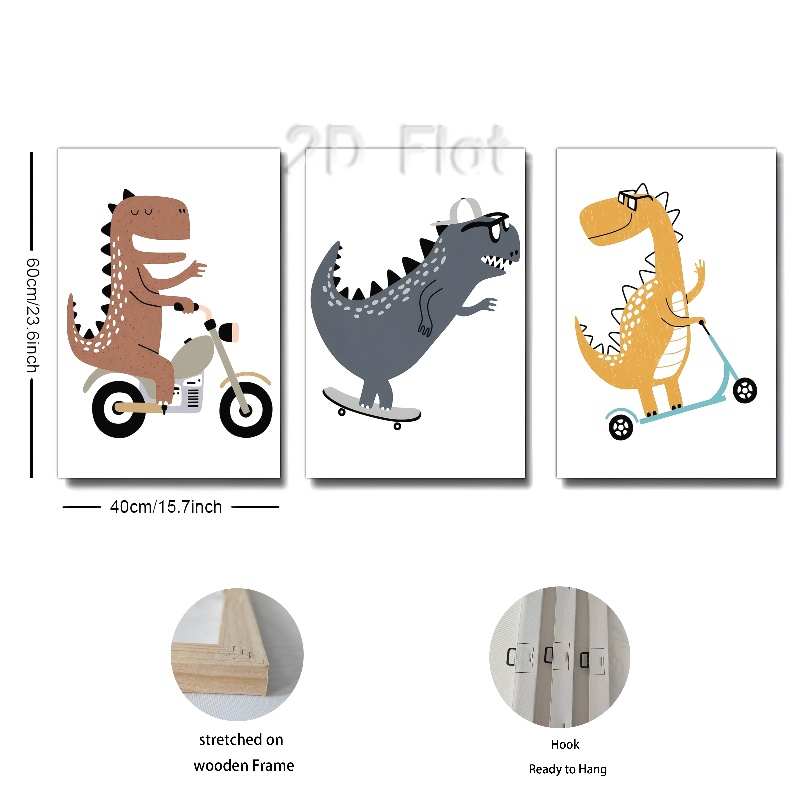 2D Flat
60cm/23.6inch
40cm/15.7inch
stretched on
wooden Frame
Hook
Ready to Hang